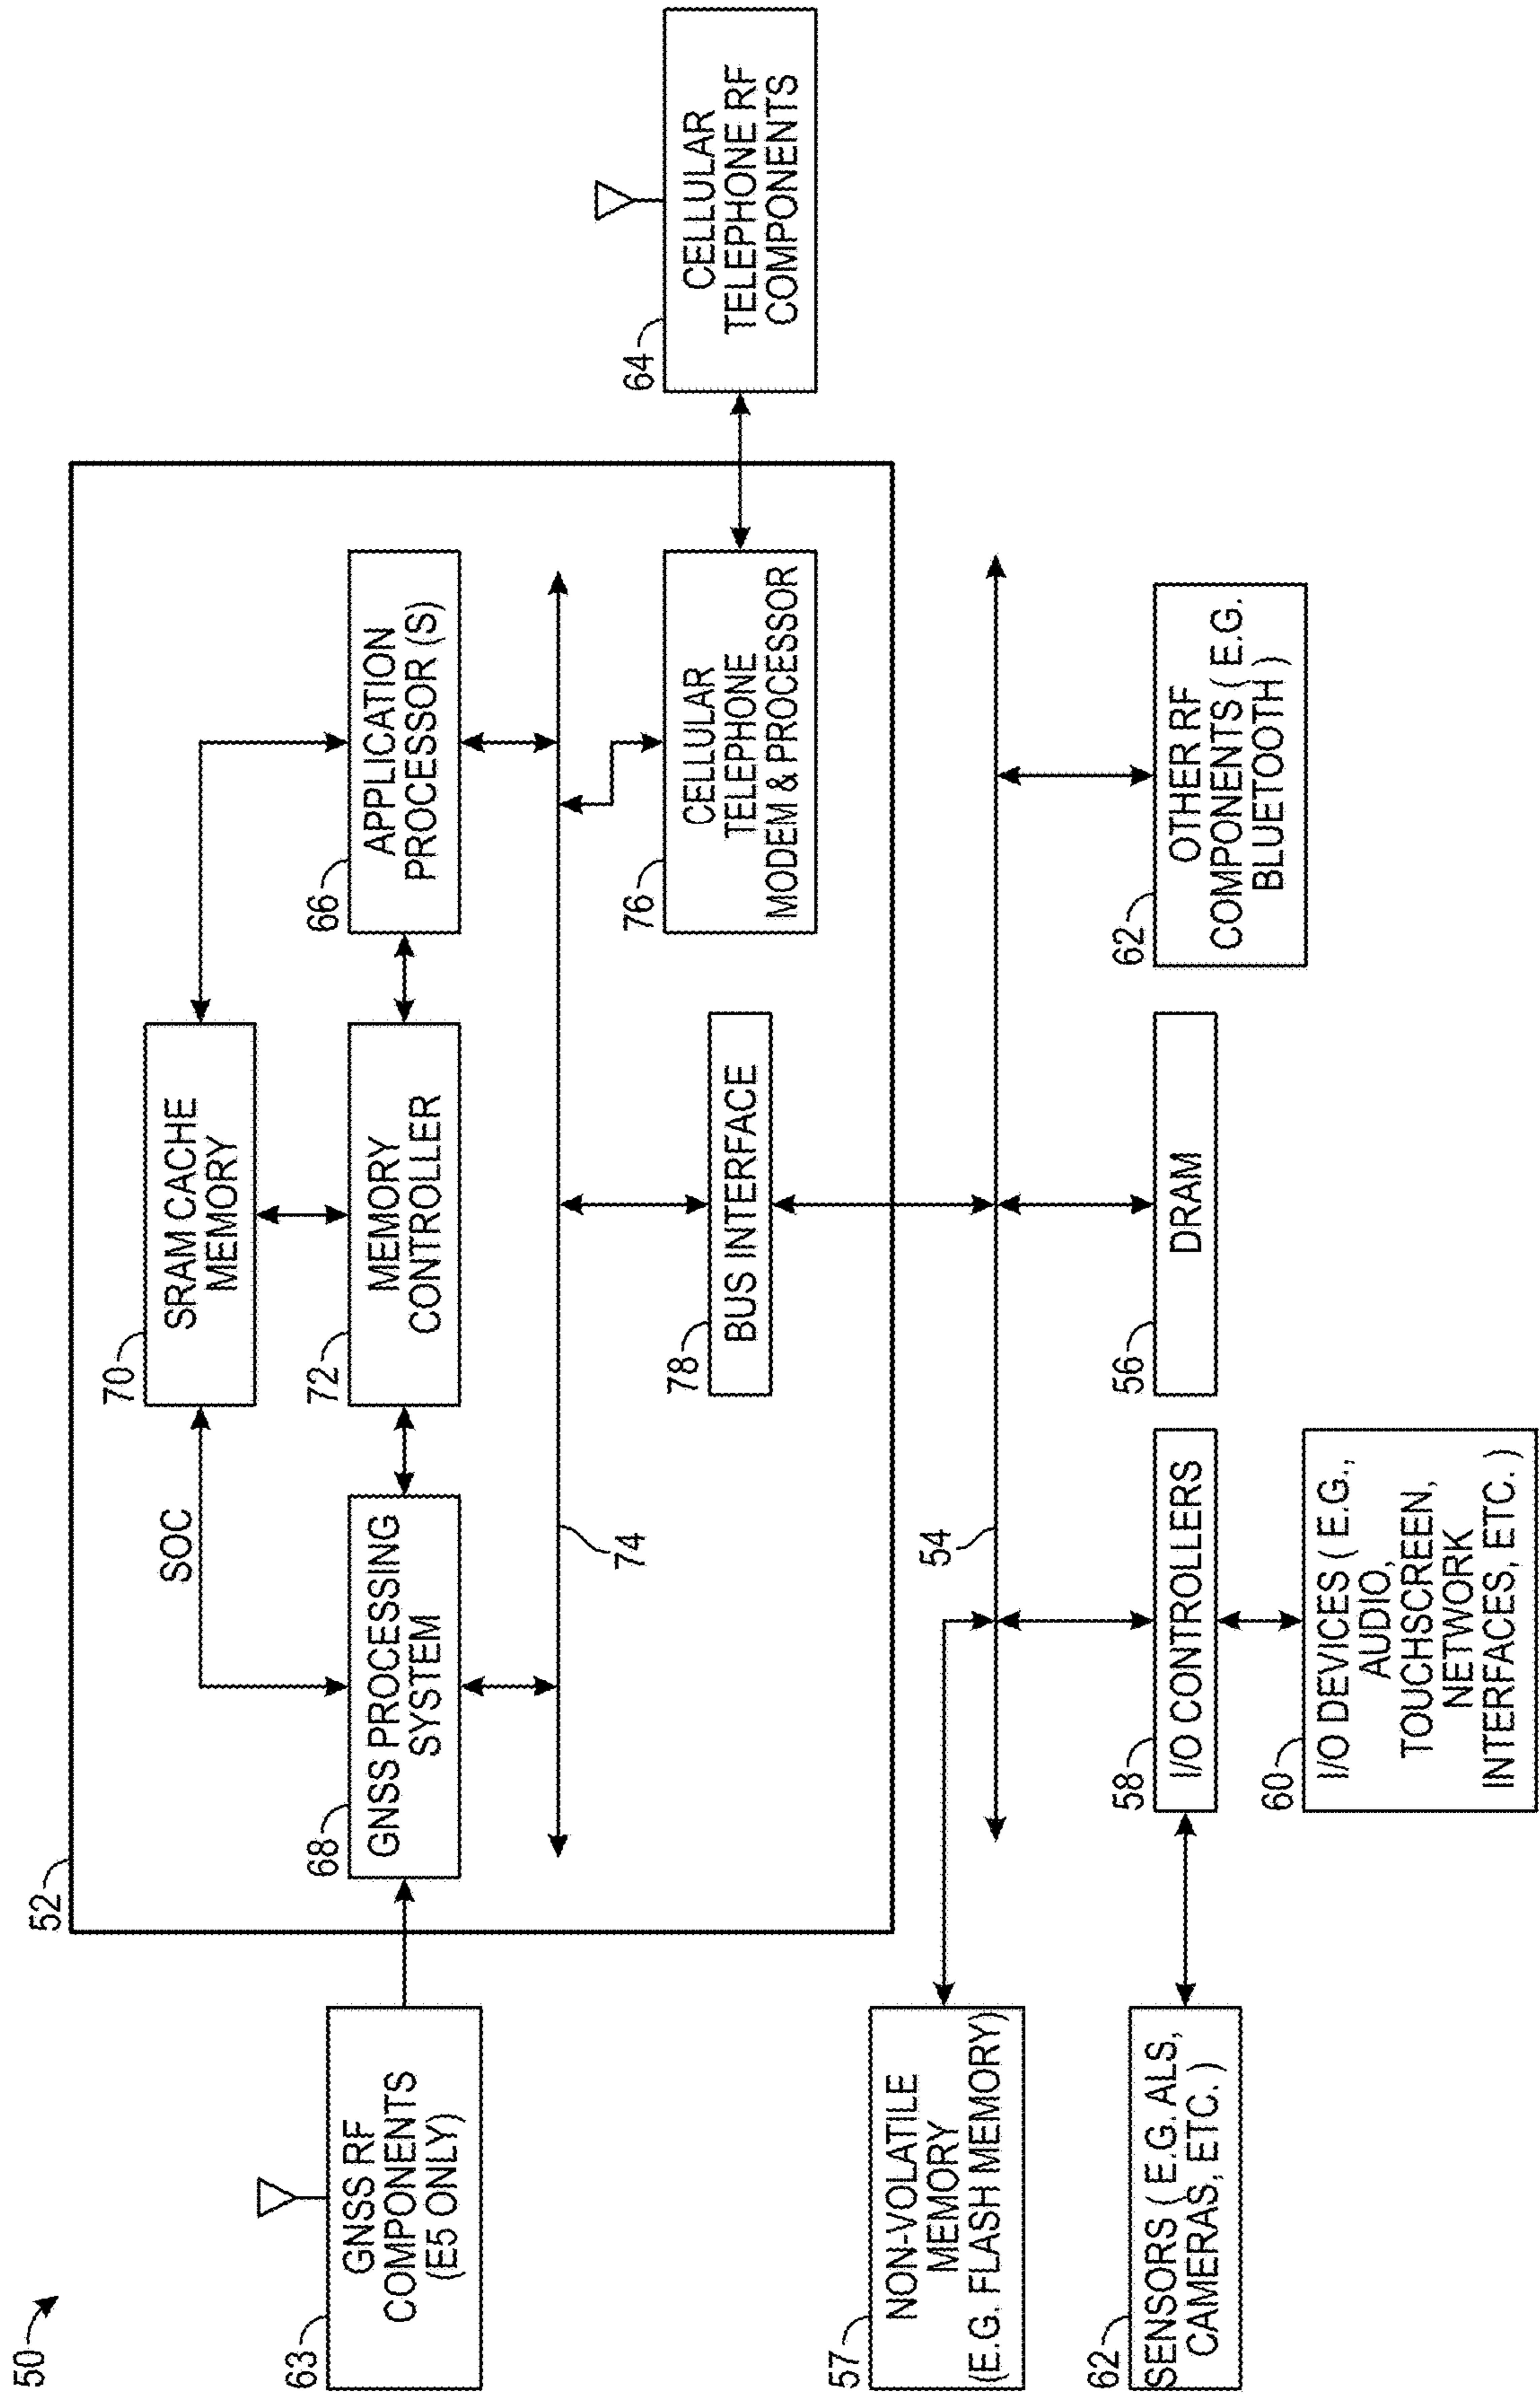 50
52
63
GNSS RF
COMPONENTS
(E5 ONLY)
SOC
70
SRAM CACHE
MEMORY
68
GNSS PROCESSING
SYSTEM
72
MEMORY
CONTROLLER
66
APPLICATION
PROCESSOR (S)
74
78
BUS INTERFACE
76
CELLULAR
TELEPHONE
MODEM & PROCESSOR
64
CELLULAR
TELEPHONE RF
COMPONENTS
57
NON-VOLATILE
MEMORY
(E.G. FLASH MEMORY)
54
62
SENSORS ( E.G. ALS,
CAMERAS, ETC. )
58
I/O CONTROLLERS
56
DRAM
62
OTHER RF
COMPONENTS ( E.G.
BLUETOOTH )
60
I/O DEVICES ( E.G.,
AUDIO,
TOUCHSCREEN,
NETWORK
INTERFACES, ETC. )